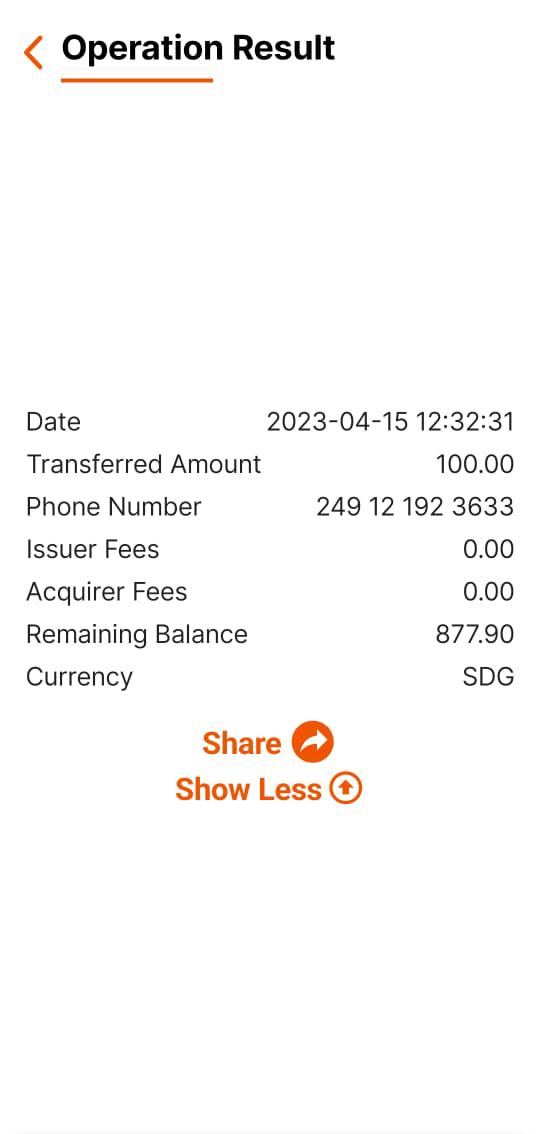 Operation Result
Date 2023-04-15 12:32:31
Transferred Amount 100.00
Phone Number 249 12 192 3633
Issuer Fees 0.00
Acquirer Fees 0.00
Remaining Balance 877.90
Currency SDG
Share
Show Less